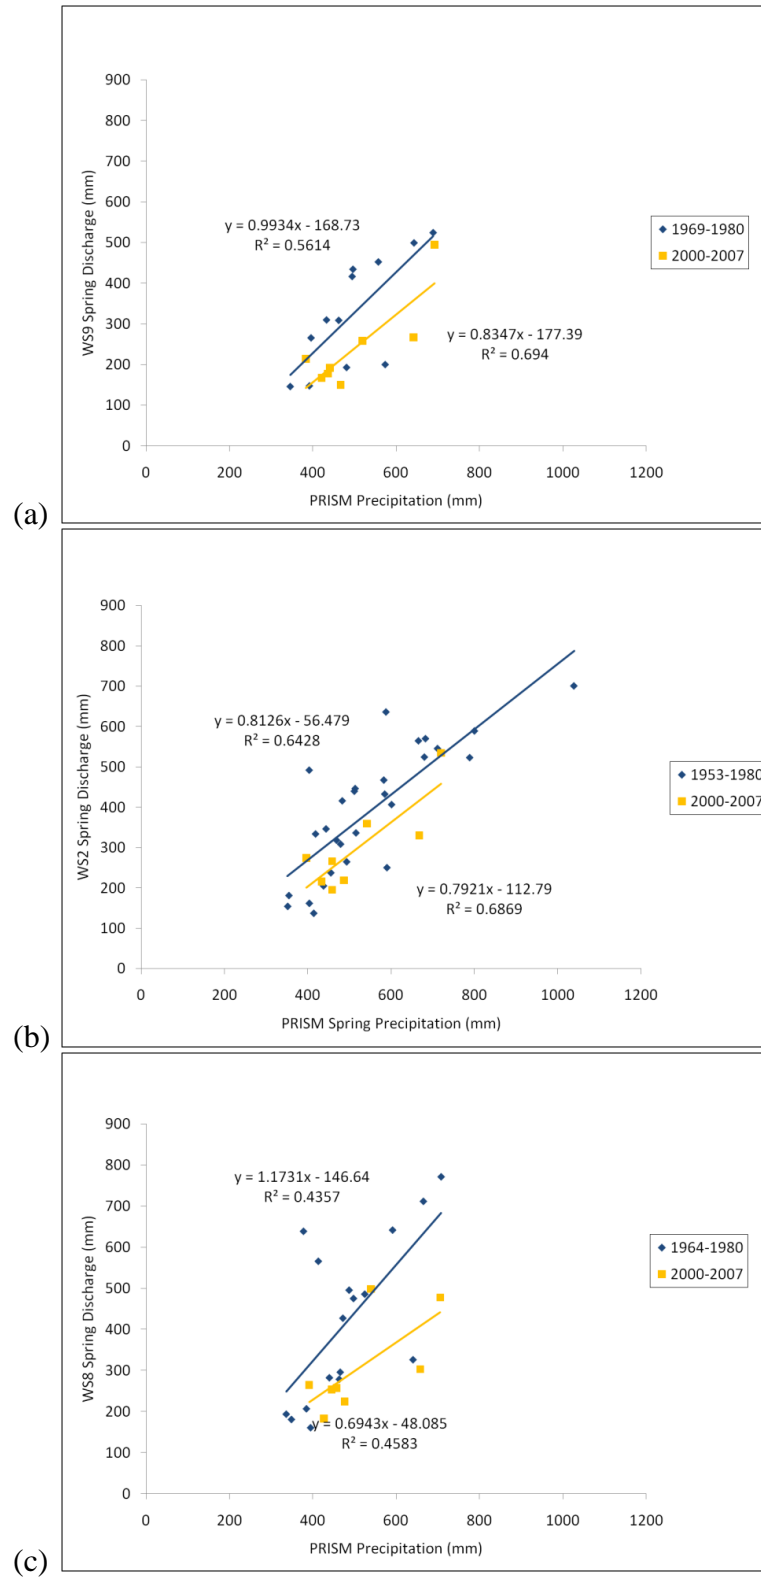 900
800
700
600
500
400
300
200
100
0
WS9 Spring Discharge (mm)
y = 0.9934x - 168.73
R² = 0.5614
y = 0.8347x - 177.39
R² = 0.694
1969-1980
2000-2007
0 200 400 600 800 1000 1200
PRISM Precipitation (mm)
(a)
900
800
700
600
500
400
300
200
100
0
WS2 Spring Discharge (mm)
y = 0.8126x - 56.479
R² = 0.6428
y = 0.7921x - 112.79
R² = 0.6869
1953-1980
2000-2007
0 200 400 600 800 1000 1200
PRISM Spring Precipitation (mm)
(b)
900
800
700
600
500
400
300
200
100
0
WS8 Spring Discharge (mm)
y = 1.1731x - 146.64
R² = 0.4357
y = 0.6943x - 48.085
R² = 0.4583
1964-1980
2000-2007
0 200 400 600 800 1000 1200
PRISM Precipitation (mm)
(c)